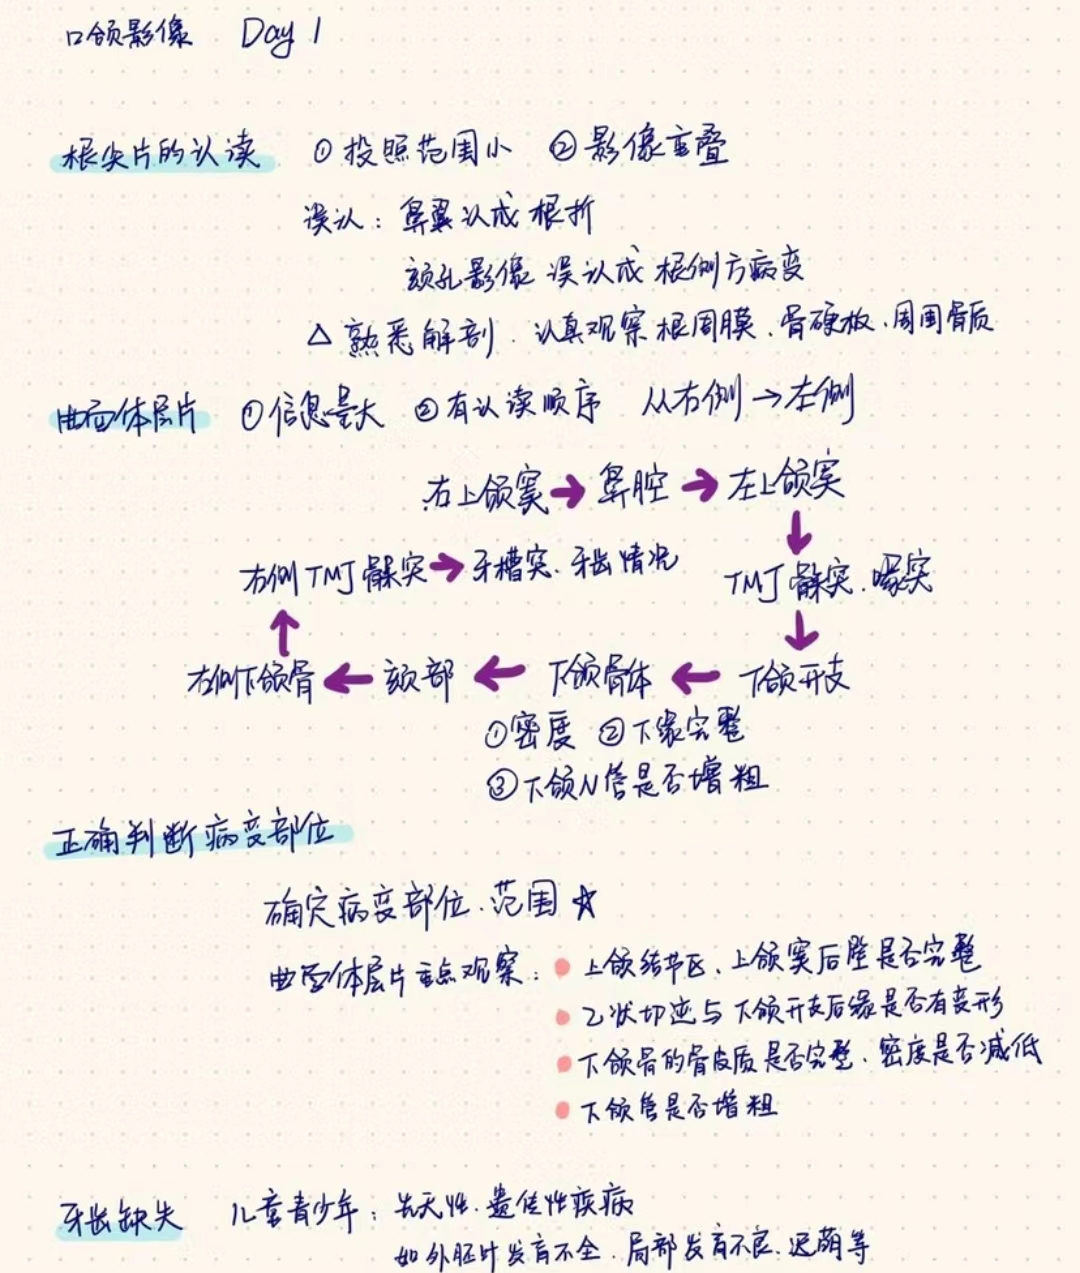 口颌影像 Day 1
根尖片的认读 ①投照范围小 ②影像重叠
误认：鼻翼认成根折
颏孔影像误认成根侧方病变
△ 熟悉解剖．认真观察根周膜、骨硬板、周围骨质
曲面体层片 ①信息量大 ②有认读顺序 从右侧→左侧
右上颌窦→鼻腔→左上颌窦
右侧TMJ髁突→牙槽突、牙齿情况 TMJ髁突、喙突
右侧下颌骨←颏部←下颌骨体←下颌升支
①密度 ②下缘完整
③下颌N管是否增粗
正确判断病变部位
确定病变部位、范围☆
曲面体层片重点观察：●上颌结节区、上颌窦后壁是否完整
●乙状切迹与下颌升支后缘是否有变形
●下颌骨的骨皮质是否完整、密度是否减低
●下颌管是否增粗
牙齿缺失 儿童青少年：先天性、遗传性疾病
如外胚叶发育不全、局部发育不良、迟萌等